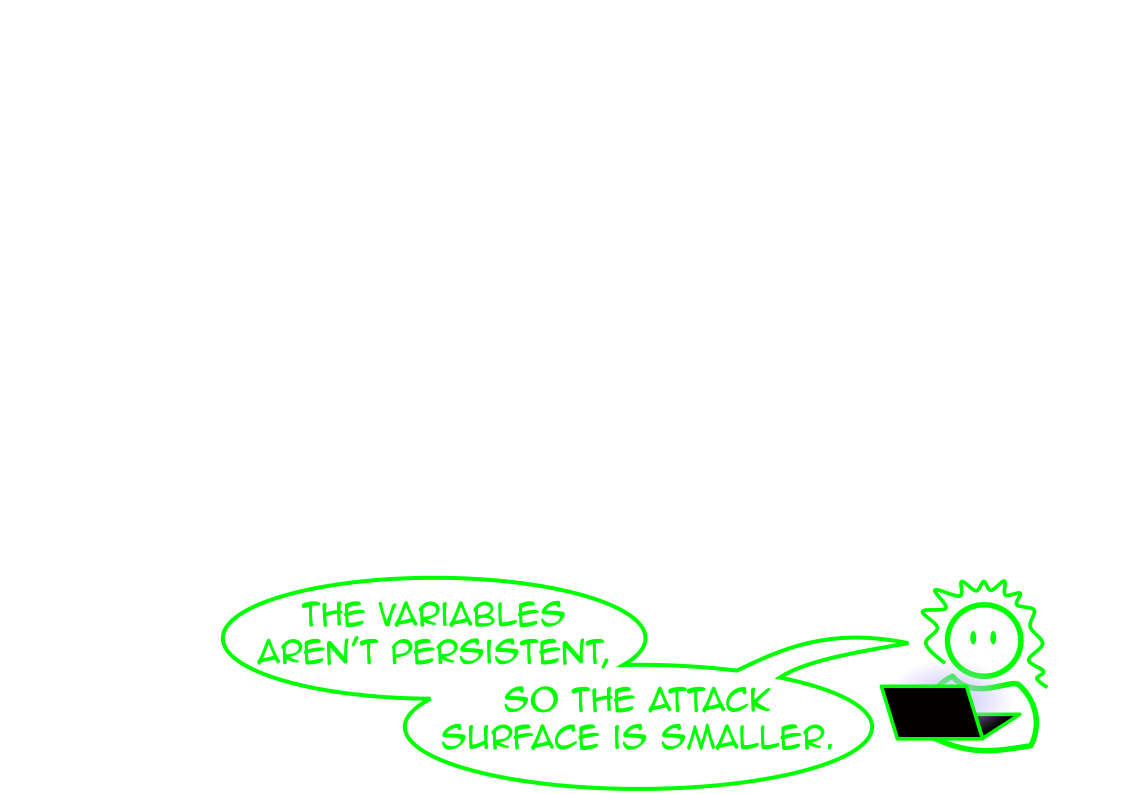 THE VARIABLES
AREN'T PERSISTENT,
SO THE ATTACK
SURFACE IS SMALLER.